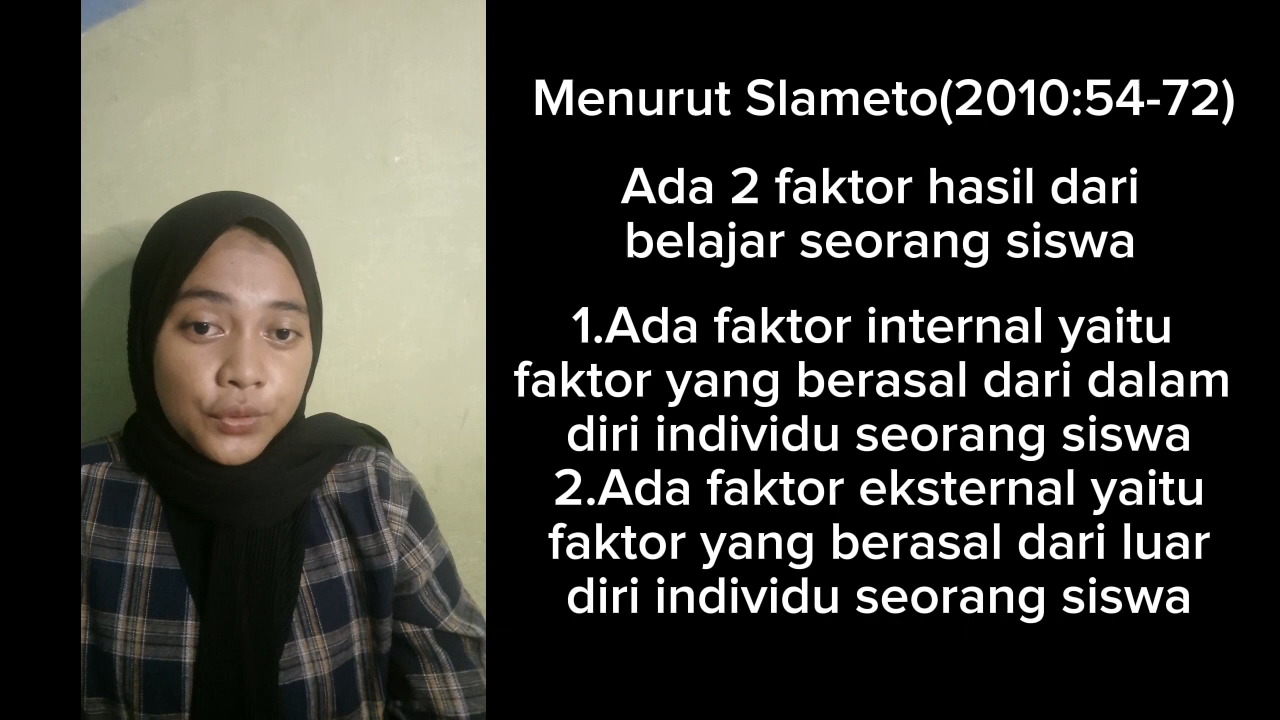 Menurut Slameto(2010:54-72)
Ada 2 faktor hasil dari
belajar seorang siswa
1.Ada faktor internal yaitu
faktor yang berasal dari dalam
diri individu seorang siswa
2.Ada faktor eksternal yaitu
faktor yang berasal dari luar
diri individu seorang siswa